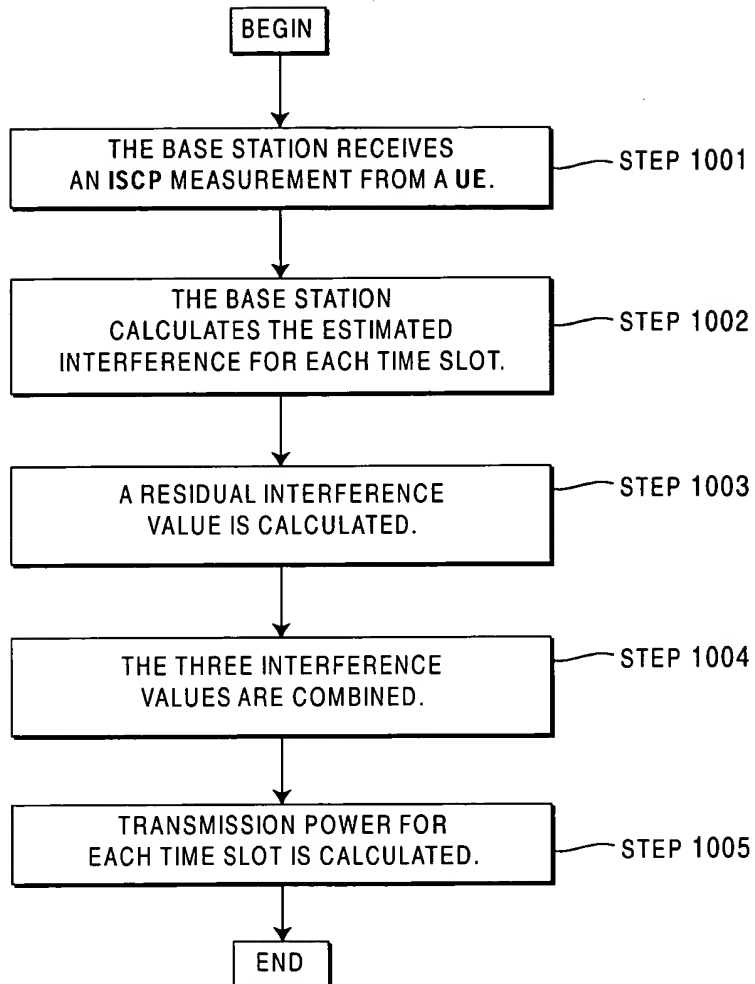 BEGIN
THE BASE STATION RECEIVES
AN ISCP MEASUREMENT FROM A UE.
STEP 1001
THE BASE STATION
CALCULATES THE ESTIMATED
INTERFERENCE FOR EACH TIME SLOT.
STEP 1002
A RESIDUAL INTERFERENCE
VALUE IS CALCULATED.
STEP 1003
THE THREE INTERFERENCE
VALUES ARE COMBINED.
STEP 1004
TRANSMISSION POWER FOR
EACH TIME SLOT IS CALCULATED.
STEP 1005
END